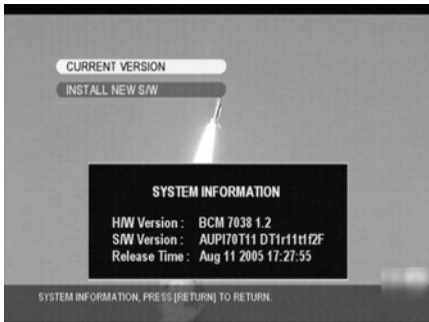 CURRENT VERSION
INSTALL NEW S/W
SYSTEM INFORMATION
H/W Version : BCM 7038 1.2
S/W Version : AUPI70T11 DT1r11t1f2F
Release Time : Aug 11 2005 17:27:55
SYSTEM INFORMATION, PRESS [RETURN] TO RETURN.